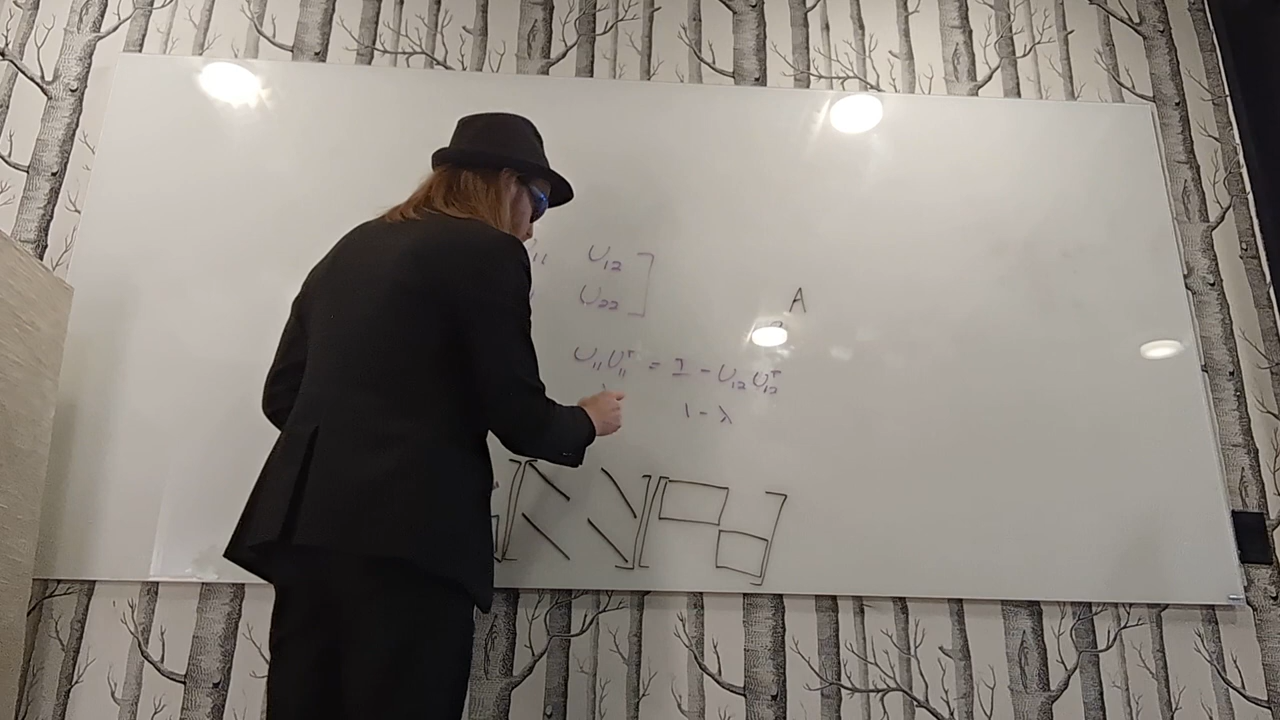 U₁₂
U₂₂ ]
A
U₁₁U₁₁ᵀ = I - U₁₂U₁₂ᵀ
1 - λ